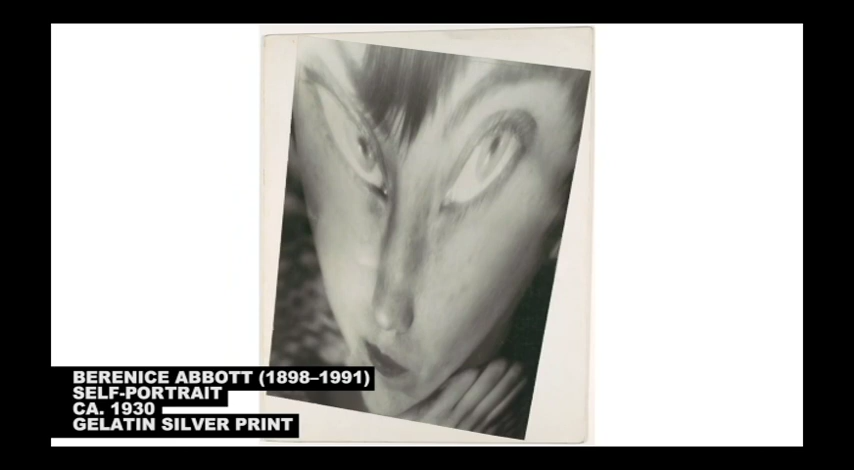 BERENICE ABBOTT (1898–1991)
SELF-PORTRAIT
CA. 1930
GELATIN SILVER PRINT